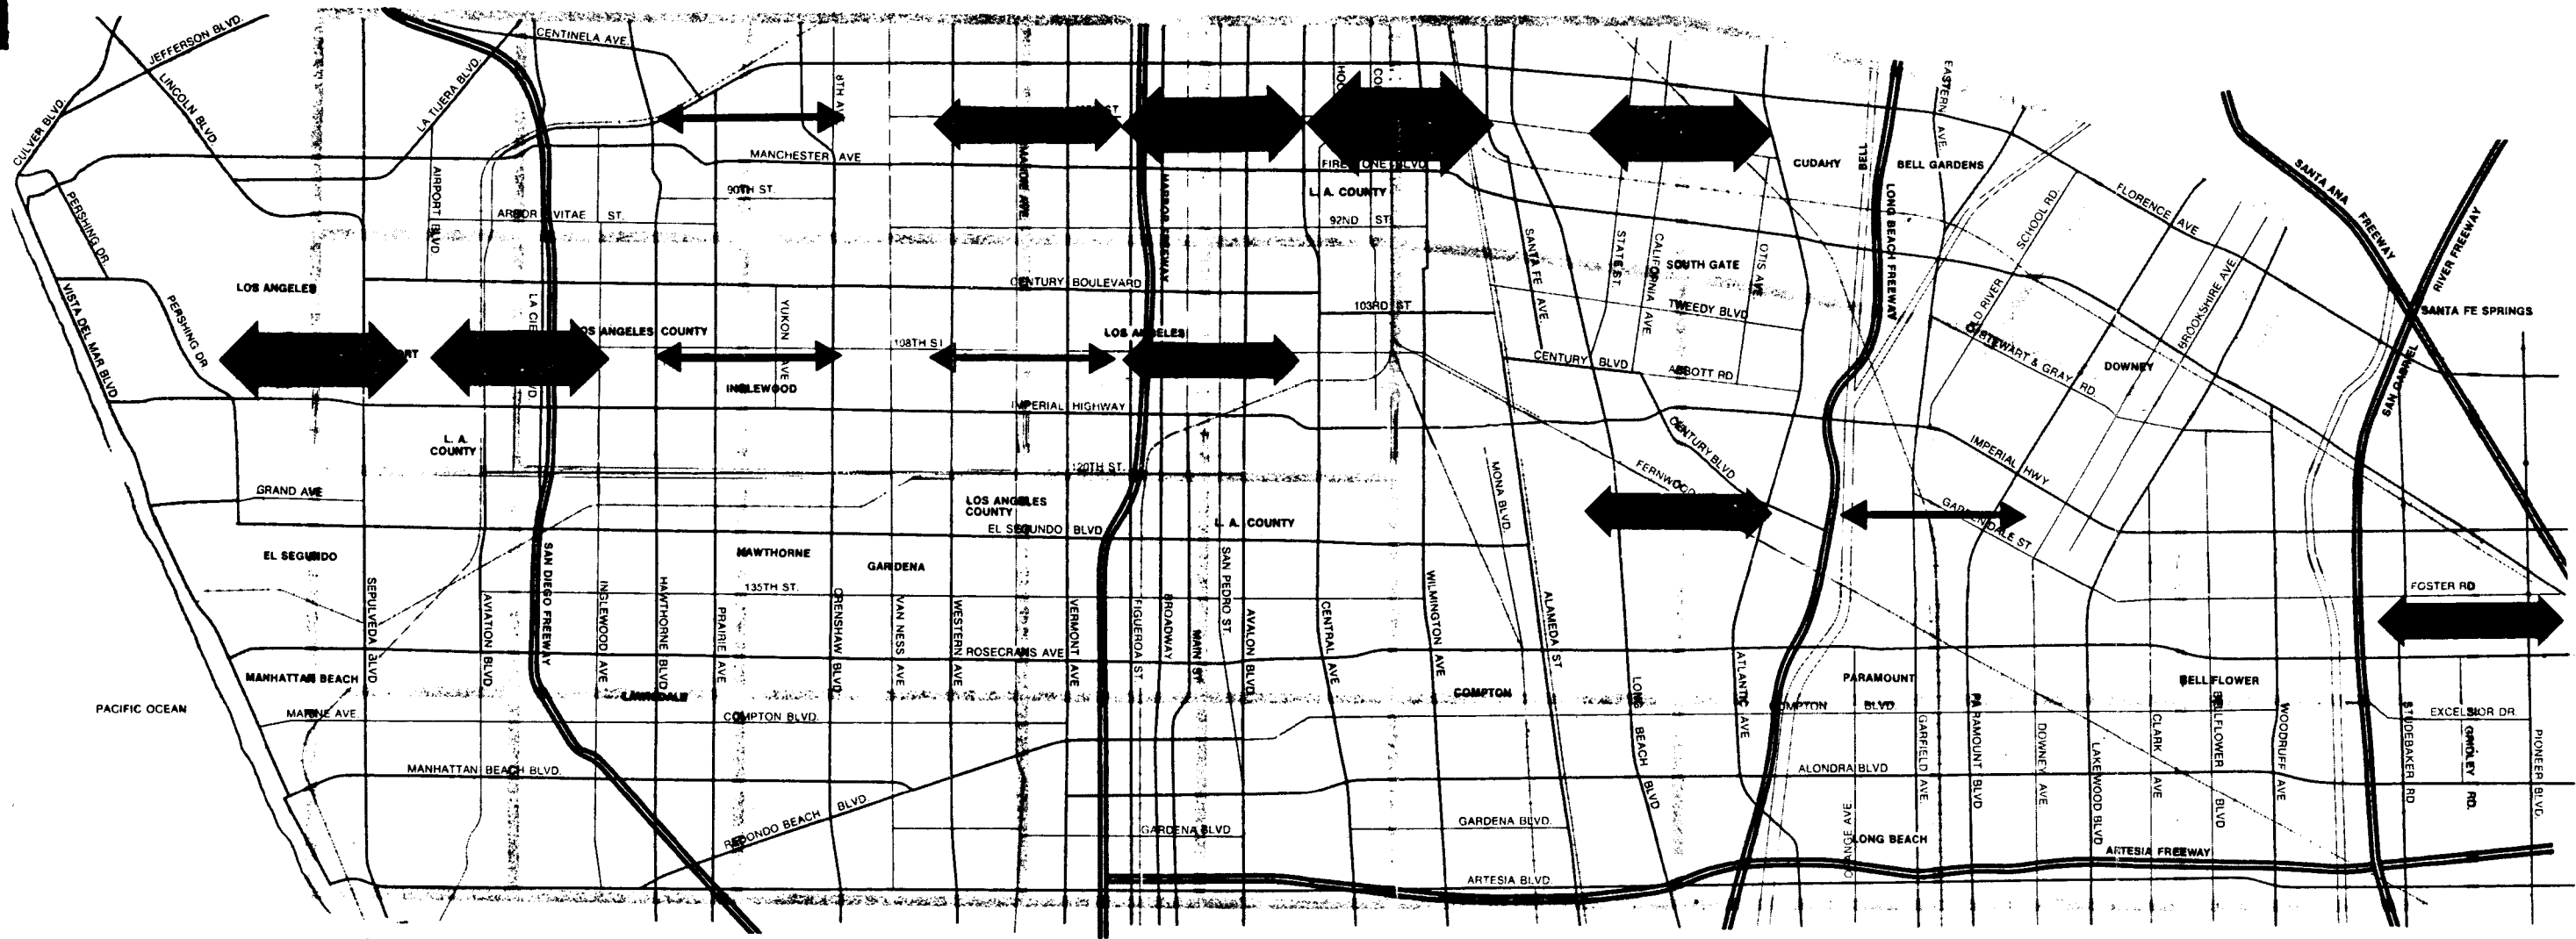 JEFFERSON BLVD.
CENTINELA AVE.
LINCOLN BLVD.
LA TIJERA BLVD.
CULVER BLVD.
8TH AV
EASTERN AVE.
MANCHESTER AVE
FIRESTONE BLVD.
CUDAHY
BELL
BELL GARDENS
SANTA ANA FREEWAY
90TH ST.
L. A. COUNTY
FLORENCE AVE
PERSHING DR.
AIRPORT BLVD
ARBOR VITAE ST.
92ND ST.
HARBOR FREEWAY
LONG BEACH FREEWAY
SCHOOL RD.
OLD RIVER
RIVER FREEWAY
SAN GABRIEL
SANTA FE AVE.
STATE ST.
CALIFORNIA AVE
SOUTH GATE
OTIS AVE
LOS ANGELES
CENTURY BOULEVARD
VISTA DEL MAR BLVD
PERSHING DR
YUKON AVE
103RD ST
TWEEDY BLVD
BROOKSHIRE AVE
SANTA FE SPRINGS
LOS ANGELES COUNTY
LOS ANGELES
108TH ST
CENTURY BLVD
ABBOTT RD
STEWART & GRAY RD
DOWNEY
INGLEWOOD
IMPERIAL HIGHWAY
CENTURY BLVD
IMPERIAL HWY
L. A.
COUNTY
120TH ST.
MONA BLVD.
FERNWOOD
GRAND AVE
LOS ANGELES
COUNTY
EL SEGUNDO BLVD.
L. A. COUNTY
GARDENDALE ST
EL SEGUNDO
HAWTHORNE
GARDENA
135TH ST.
FOSTER RD
SEPULVEDA BLVD
AVIATION BLVD
SAN DIEGO FREEWAY
INGLEWOOD AVE
HAWTHORNE BLVD
PRAIRIE AVE
CRENSHAW BLVD.
VAN NESS AVE
WESTERN AVE
VERMONT AVE
FIGUEROA ST.
BROADWAY
MAIN ST.
SAN PEDRO ST.
AVALON BLVD.
CENTRAL AVE
WILMINGTON AVE
ALAMEDA ST
ROSECRANS AVE
MANHATTAN BEACH
LAWNDALE
COMPTON
LONG BEACH BLVD
ATLANTIC AVE
PARAMOUNT
BELLFLOWER
PACIFIC OCEAN
MARINE AVE.
COMPTON BLVD.
COMPTON BLVD.
GARFIELD AVE.
PARAMOUNT BLVD
DOWNEY AVE
LAKEWOOD BLVD
CLARK AVE
BELLFLOWER BLVD
WOODRUFF AVE
STUDEBAKER RD
EXCELSIOR DR
GRIDLEY RD.
PIONEER BLVD.
MANHATTAN BEACH BLVD.
ALONDRA BLVD
REDONDO BEACH BLVD
GARDENA BLVD
GARDENA BLVD.
ORANGE AVE
LONG BEACH
ARTESIA FREEWAY
ARTESIA BLVD.